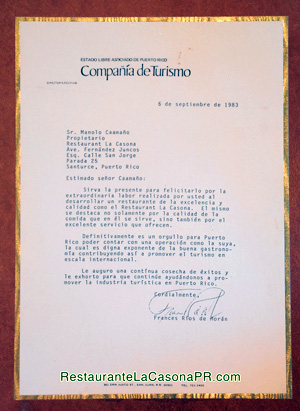 ESTADO LIBRE ASOCIADO DE PUERTO RICO
Compañía de Turismo
6 de septiembre de 1983
Sr. Manolo Caamaño
Propietario
Restaurant La Casona
Ave. Fernández Juncos
Esq. Calle San Jorge
Parada 25
Santurce, Puerto Rico
Estimado señor Caamaño:
Sirva la presente para felicitarlo por la
extraordinaria labor realizada por usted al
desarrollar un restaurante de la excelencia y
calidad como el Restaurant La Casona. El mismo
se destaca no solamente por la calidad de la
comida que en él se sirve, sino también por el
excelente servicio que ofrecen.
Definitivamente es un orgullo para Puerto
Rico poder contar con una operación como la suya,
la cual es digna exponente de la buena gastrono-
mía contribuyendo así a promover el turismo en
escala internacional.
Le auguro una contínua cosecha de éxitos y le
exhorto para que continúe ayudándonos a pro-
mover la industria turística en Puerto Rico.
Cordialmente,
Frances Ríos de Morán
RestauranteLaCasonaPR.com